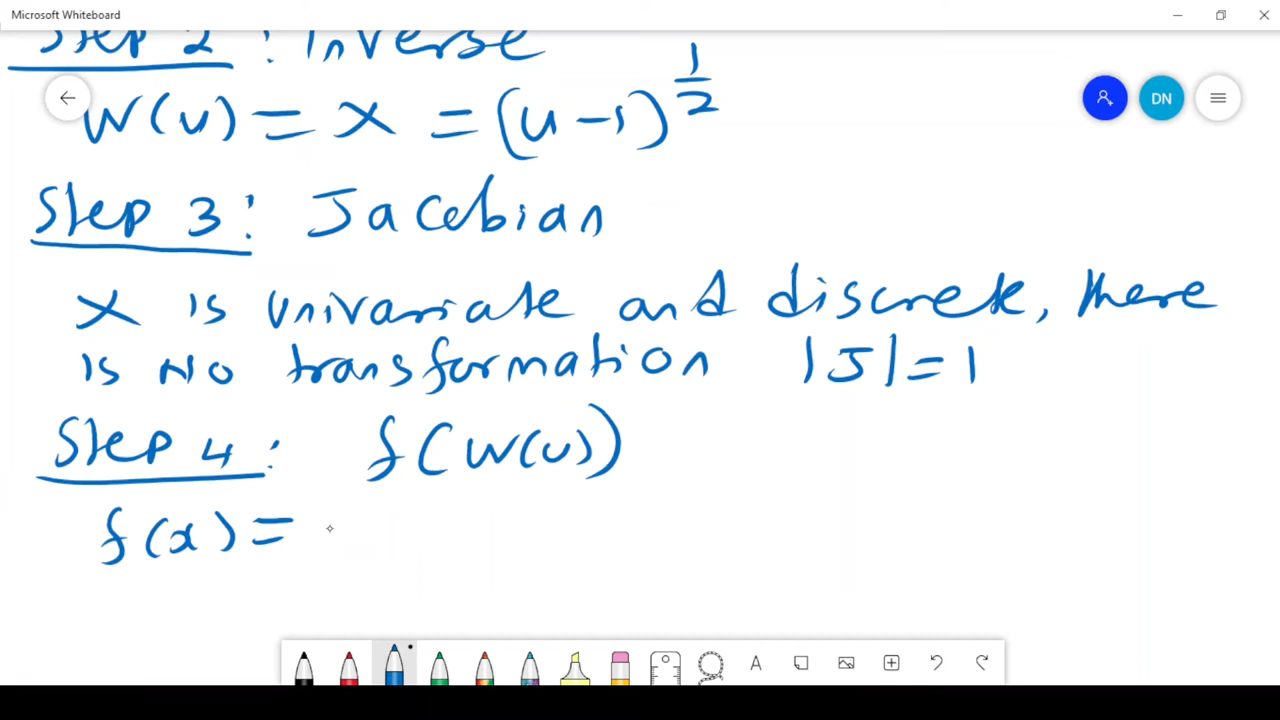 Microsoft Whiteboard
Step 2 : Inverse
W(u) = x = (u-1)^{1/2}
DN
Step 3 : Jacobian
X is univariate and discrete, there
is no transformation |J| = 1
Step 4 : f(w(u))
f(x) =
A